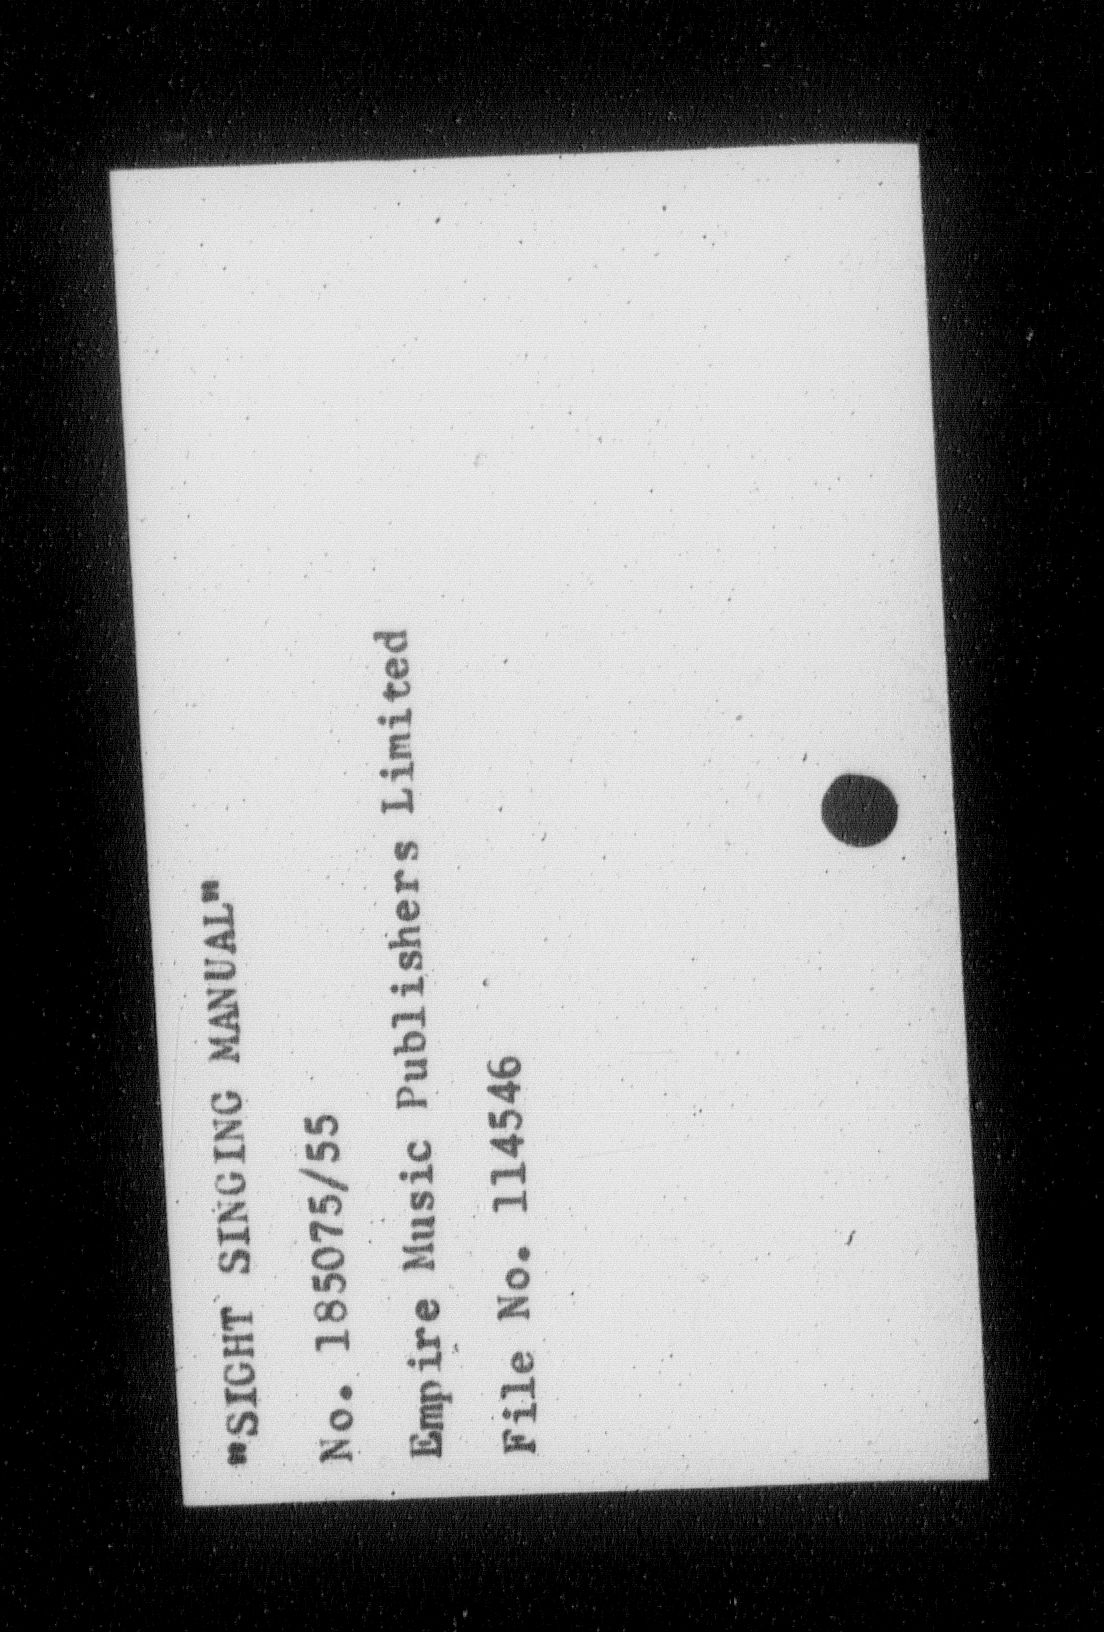 "SIGHT SINGING MANUAL"
No. 185075/55
Empire Music Publishers Limited
File No. 114546